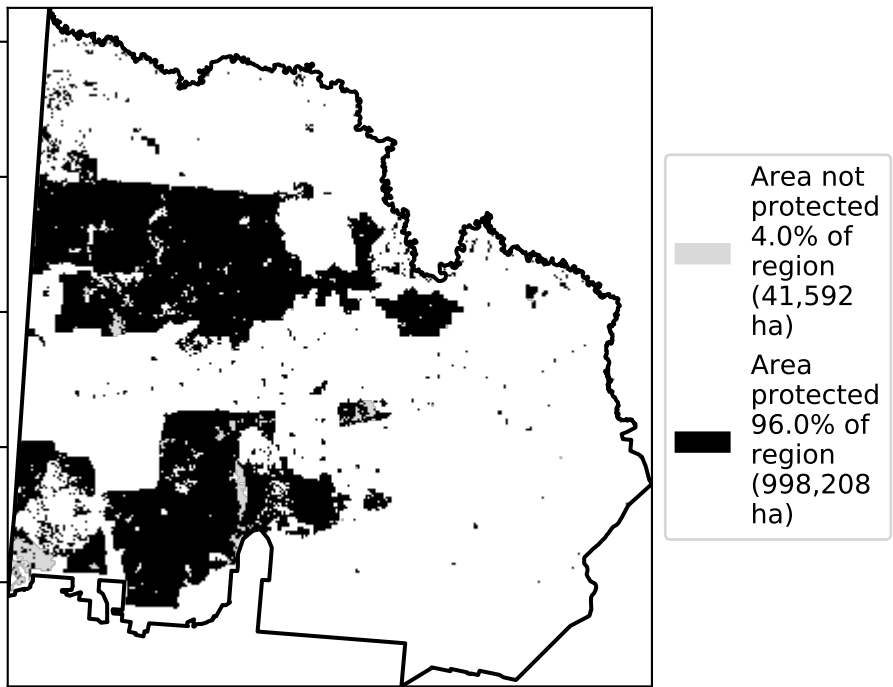 Area not
protected
4.0% of
region
(41,592
ha)
Area
protected
96.0% of
region
(998,208
ha)